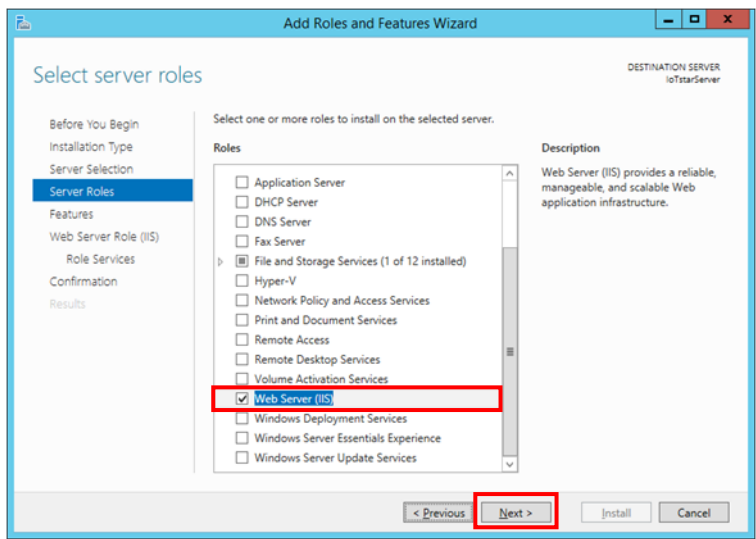 Add Roles and Features Wizard
Select server roles
DESTINATION SERVER
IoTstarServer
Before You Begin
Installation Type
Server Selection
Server Roles
Features
Web Server Role (IIS)
Role Services
Confirmation
Results
Select one or more roles to install on the selected server.
Roles
Application Server
DHCP Server
DNS Server
Fax Server
File and Storage Services (1 of 12 installed)
Hyper-V
Network Policy and Access Services
Print and Document Services
Remote Access
Remote Desktop Services
Volume Activation Services
Web Server (IIS)
Windows Deployment Services
Windows Server Essentials Experience
Windows Server Update Services
Description
Web Server (IIS) provides a reliable,
manageable, and scalable Web
application infrastructure.
< Previous
Next >
Install
Cancel